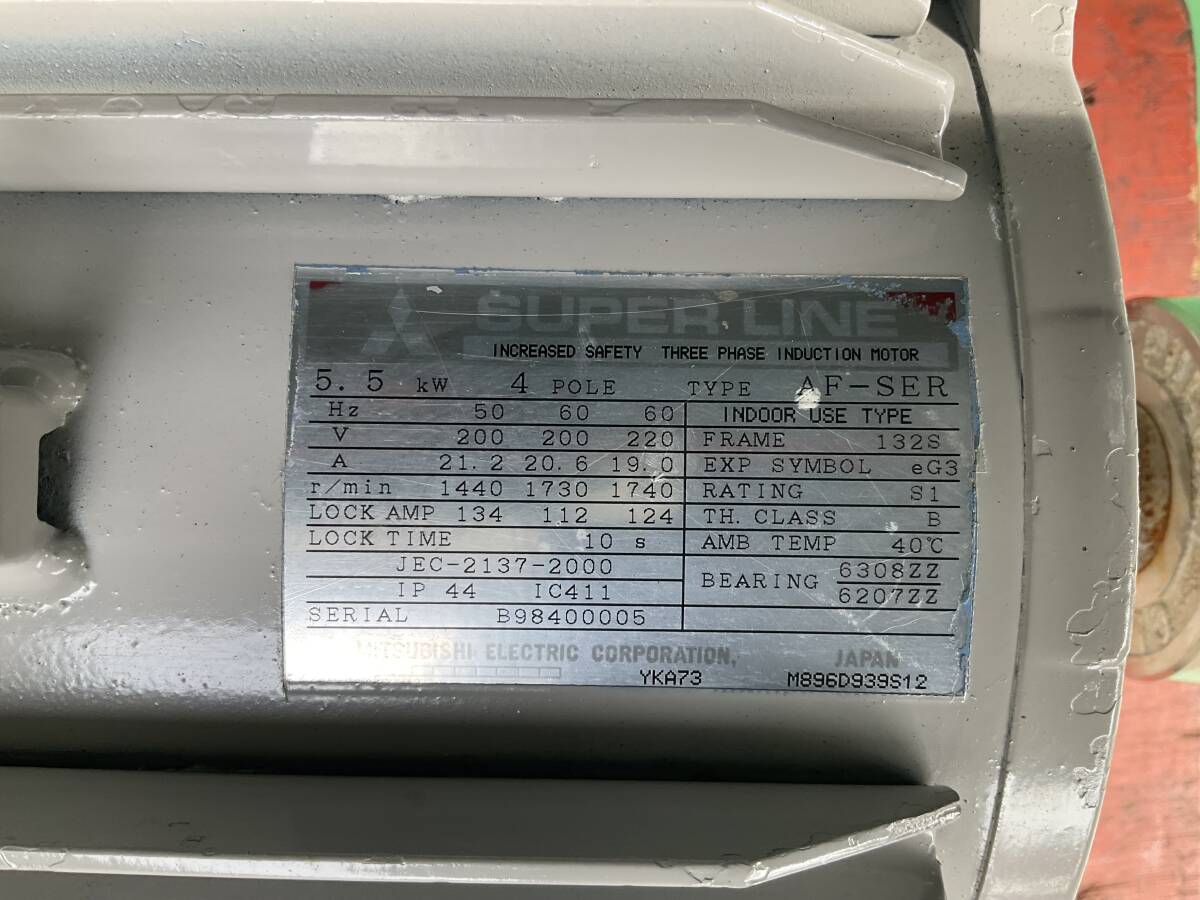 SUPER LINE
INCREASED SAFETY THREE PHASE INDUCTION MOTOR
5.5 kW 4 POLE TYPE AF-SER
Hz 50 60 60 INDOOR USE TYPE
V 200 200 220 FRAME 132S
A 21.2 20.6 19.0 EXP SYMBOL eG3
r/min 1440 1730 1740 RATING S1
LOCK AMP 134 112 124 TH. CLASS B
LOCK TIME 10 s AMB TEMP 40℃
JEC-2137-2000 BEARING 6308ZZ
IP 44 IC411 6207ZZ
SERIAL B98400005
MITSUBISHI ELECTRIC CORPORATION, JAPAN
YKA73 M896D939S12